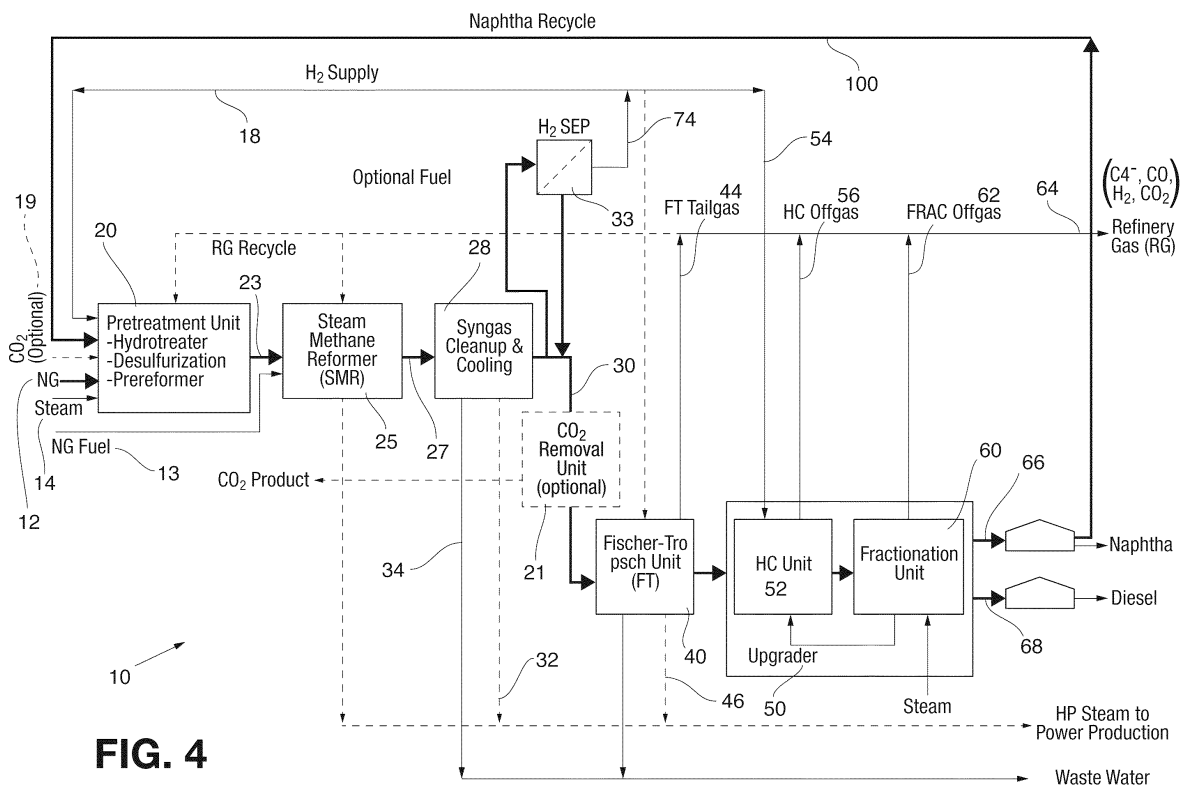 Naphtha Recycle
100
H2 Supply
18
H2 SEP
74
54
Optional Fuel
33
(C4-, CO,
H2, CO2)
19
20
RG Recycle
28
FT Tailgas
44
HC Offgas
56
FRAC Offgas
62
64
Refinery
Gas (RG)
CO2
(Optional)
Pretreatment Unit
-Hydrotreater
-Desulfurization
-Prereformer
23
Steam
Methane
Reformer
(SMR)
Syngas
Cleanup &
Cooling
30
NG
Steam
NG Fuel
14
13
12
25
27
CO2 Product
CO2
Removal
Unit
(optional)
21
34
Fischer-Tro
psch Unit
(FT)
40
HC Unit
52
Fractionation
Unit
60
66
Naphtha
Diesel
68
Upgrader
50
Steam
10
32
46
HP Steam to
Power Production
FIG. 4
Waste Water